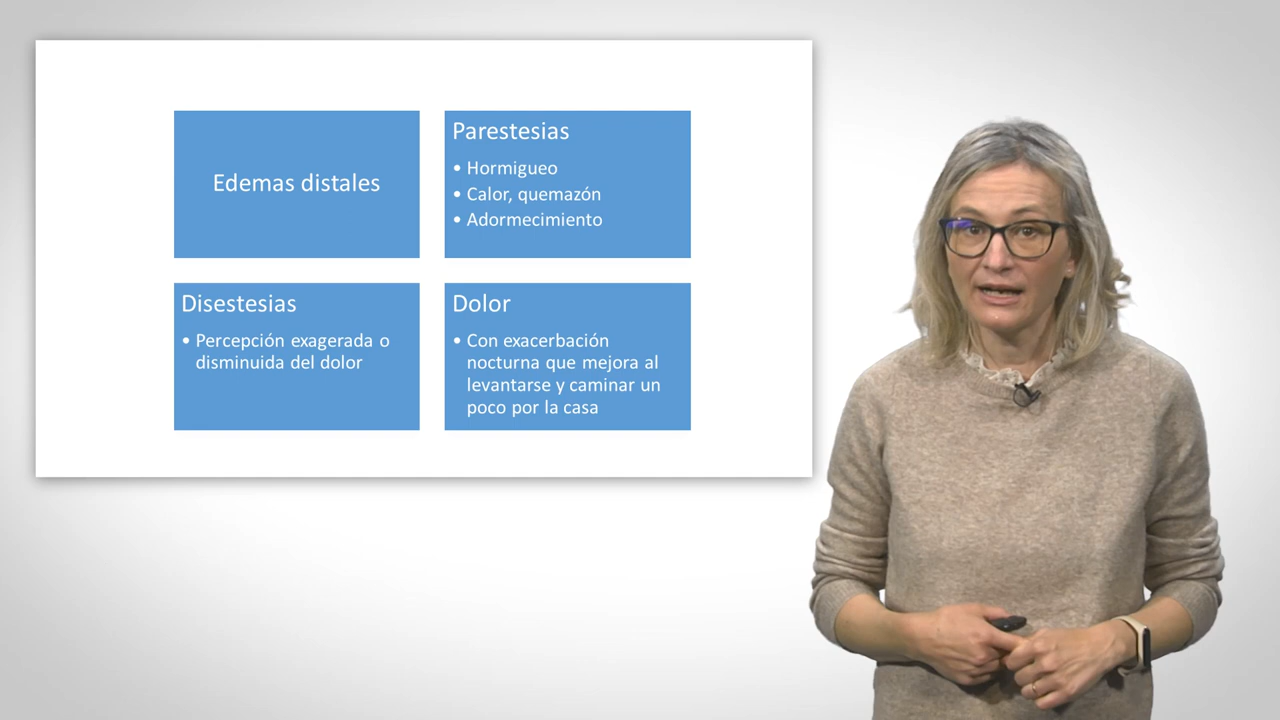 Edemas distales
Parestesias
• Hormigueo
• Calor, quemazón
• Adormecimiento
Disestesias
• Percepción exagerada o
disminuida del dolor
Dolor
• Con exacerbación
nocturna que mejora al
levantarse y caminar un
poco por la casa